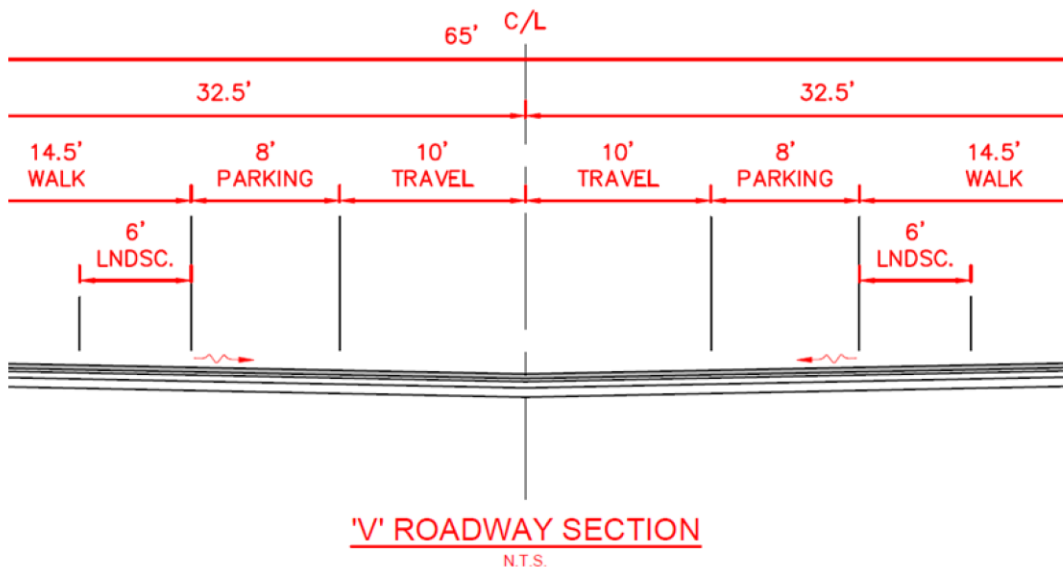 C/L
65'
32.5'
32.5'
14.5'
WALK
8'
PARKING
10'
TRAVEL
10'
TRAVEL
8'
PARKING
14.5'
WALK
6'
LNDSC.
6'
LNDSC.
'V' ROADWAY SECTION
N.T.S.